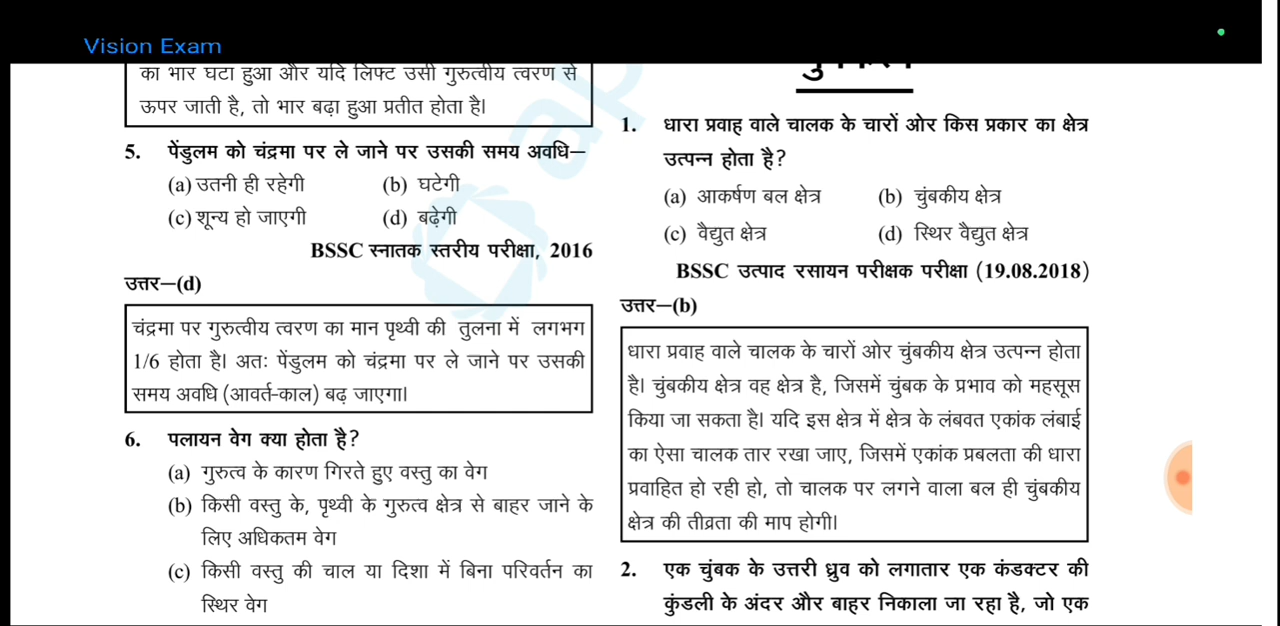 Vision Exam
का भार घटा हुआ और यदि लिफ्ट उसी गुरुत्वीय त्वरण से
ऊपर जाती है, तो भार बढ़ा हुआ प्रतीत होता है।
5. पेंडुलम को चंद्रमा पर ले जाने पर उसकी समय अवधि–
(a) उतनी ही रहेगी (b) घटेगी
(c) शून्य हो जाएगी (d) बढ़ेगी
BSSC स्नातक स्तरीय परीक्षा, 2016
उत्तर–(d)
चंद्रमा पर गुरुत्वीय त्वरण का मान पृथ्वी की तुलना में लगभग
1/6 होता है। अतः पेंडुलम को चंद्रमा पर ले जाने पर उसकी
समय अवधि (आवर्त-काल) बढ़ जाएगा।
6. पलायन वेग क्या होता है?
(a) गुरुत्व के कारण गिरते हुए वस्तु का वेग
(b) किसी वस्तु के, पृथ्वी के गुरुत्व क्षेत्र से बाहर जाने के
लिए अधिकतम वेग
(c) किसी वस्तु की चाल या दिशा में बिना परिवर्तन का
स्थिर वेग
1. धारा प्रवाह वाले चालक के चारों ओर किस प्रकार का क्षेत्र
उत्पन्न होता है?
(a) आकर्षण बल क्षेत्र (b) चुंबकीय क्षेत्र
(c) वैद्युत क्षेत्र (d) स्थिर वैद्युत क्षेत्र
BSSC उत्पाद रसायन परीक्षक परीक्षा (19.08.2018)
उत्तर–(b)
धारा प्रवाह वाले चालक के चारों ओर चुंबकीय क्षेत्र उत्पन्न होता
है। चुंबकीय क्षेत्र वह क्षेत्र है, जिसमें चुंबक के प्रभाव को महसूस
किया जा सकता है। यदि इस क्षेत्र में क्षेत्र के लंबवत एकांक लंबाई
का ऐसा चालक तार रखा जाए, जिसमें एकांक प्रबलता की धारा
प्रवाहित हो रही हो, तो चालक पर लगने वाला बल ही चुंबकीय
क्षेत्र की तीव्रता की माप होगी।
2. एक चुंबक के उत्तरी ध्रुव को लगातार एक कंडक्टर की
कुंडली के अंदर और बाहर निकाला जा रहा है, जो एक